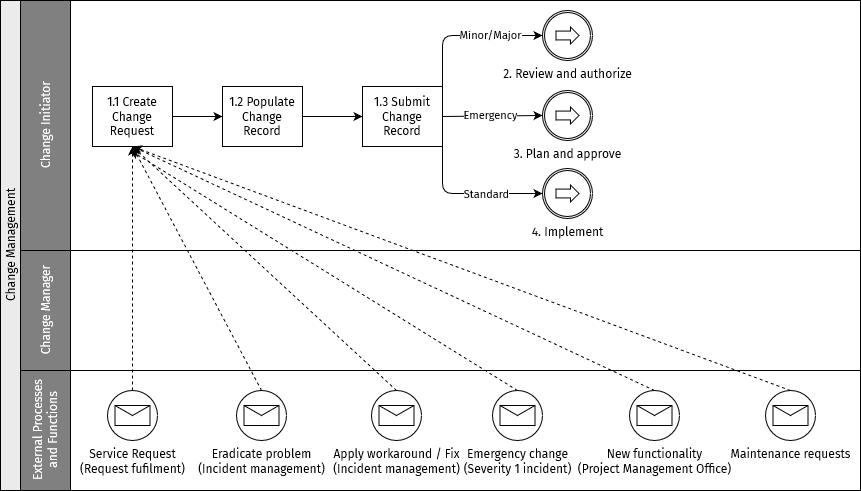 Change Management
Change Initiator
1.1 Create
Change
Request
1.2 Populate
Change
Record
1.3 Submit
Change
Record
Minor/Major
2. Review and authorize
Emergency
3. Plan and approve
Standard
4. Implement
Change Manager
External Processes
and Functions
Service Request
(Request fufilment)
Eradicate problem
(Incident management)
Apply workaround / Fix
(Incident management)
Emergency change
(Severity 1 incident)
New functionality
(Project Management Office)
Maintenance requests